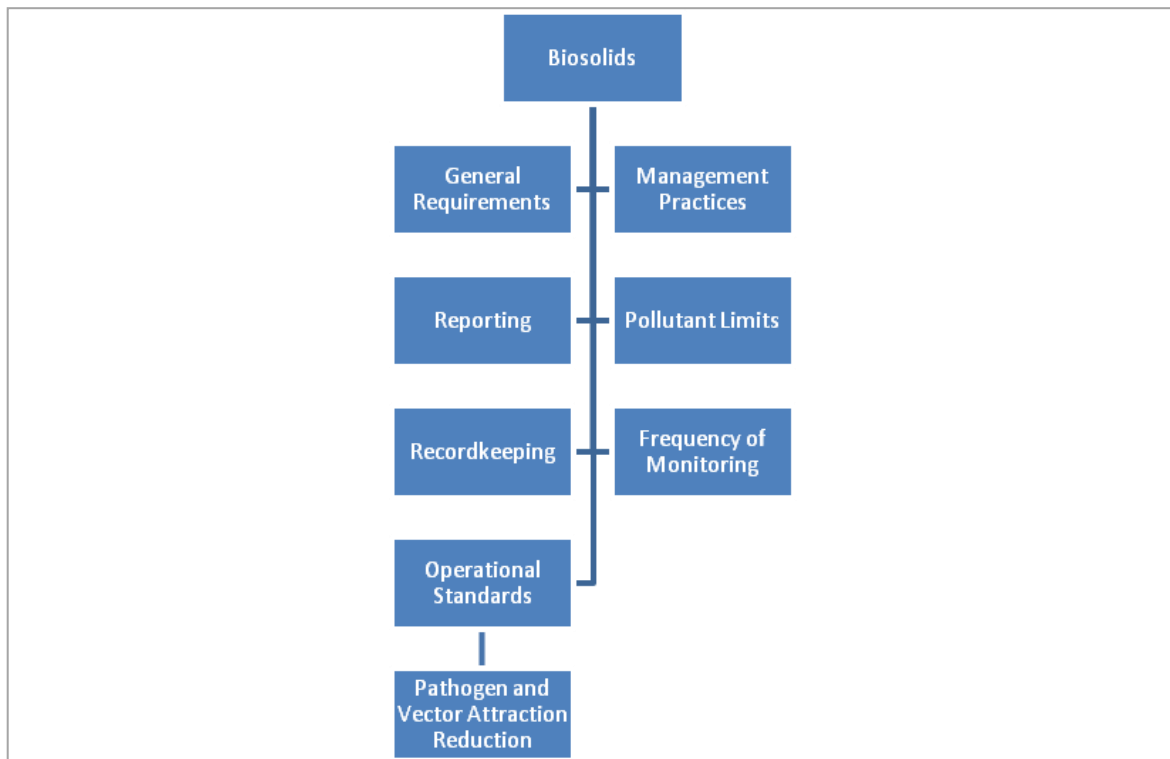 Biosolids
General
Requirements
Management
Practices
Reporting
Pollutant Limits
Recordkeeping
Frequency of
Monitoring
Operational
Standards
Pathogen and
Vector Attraction
Reduction